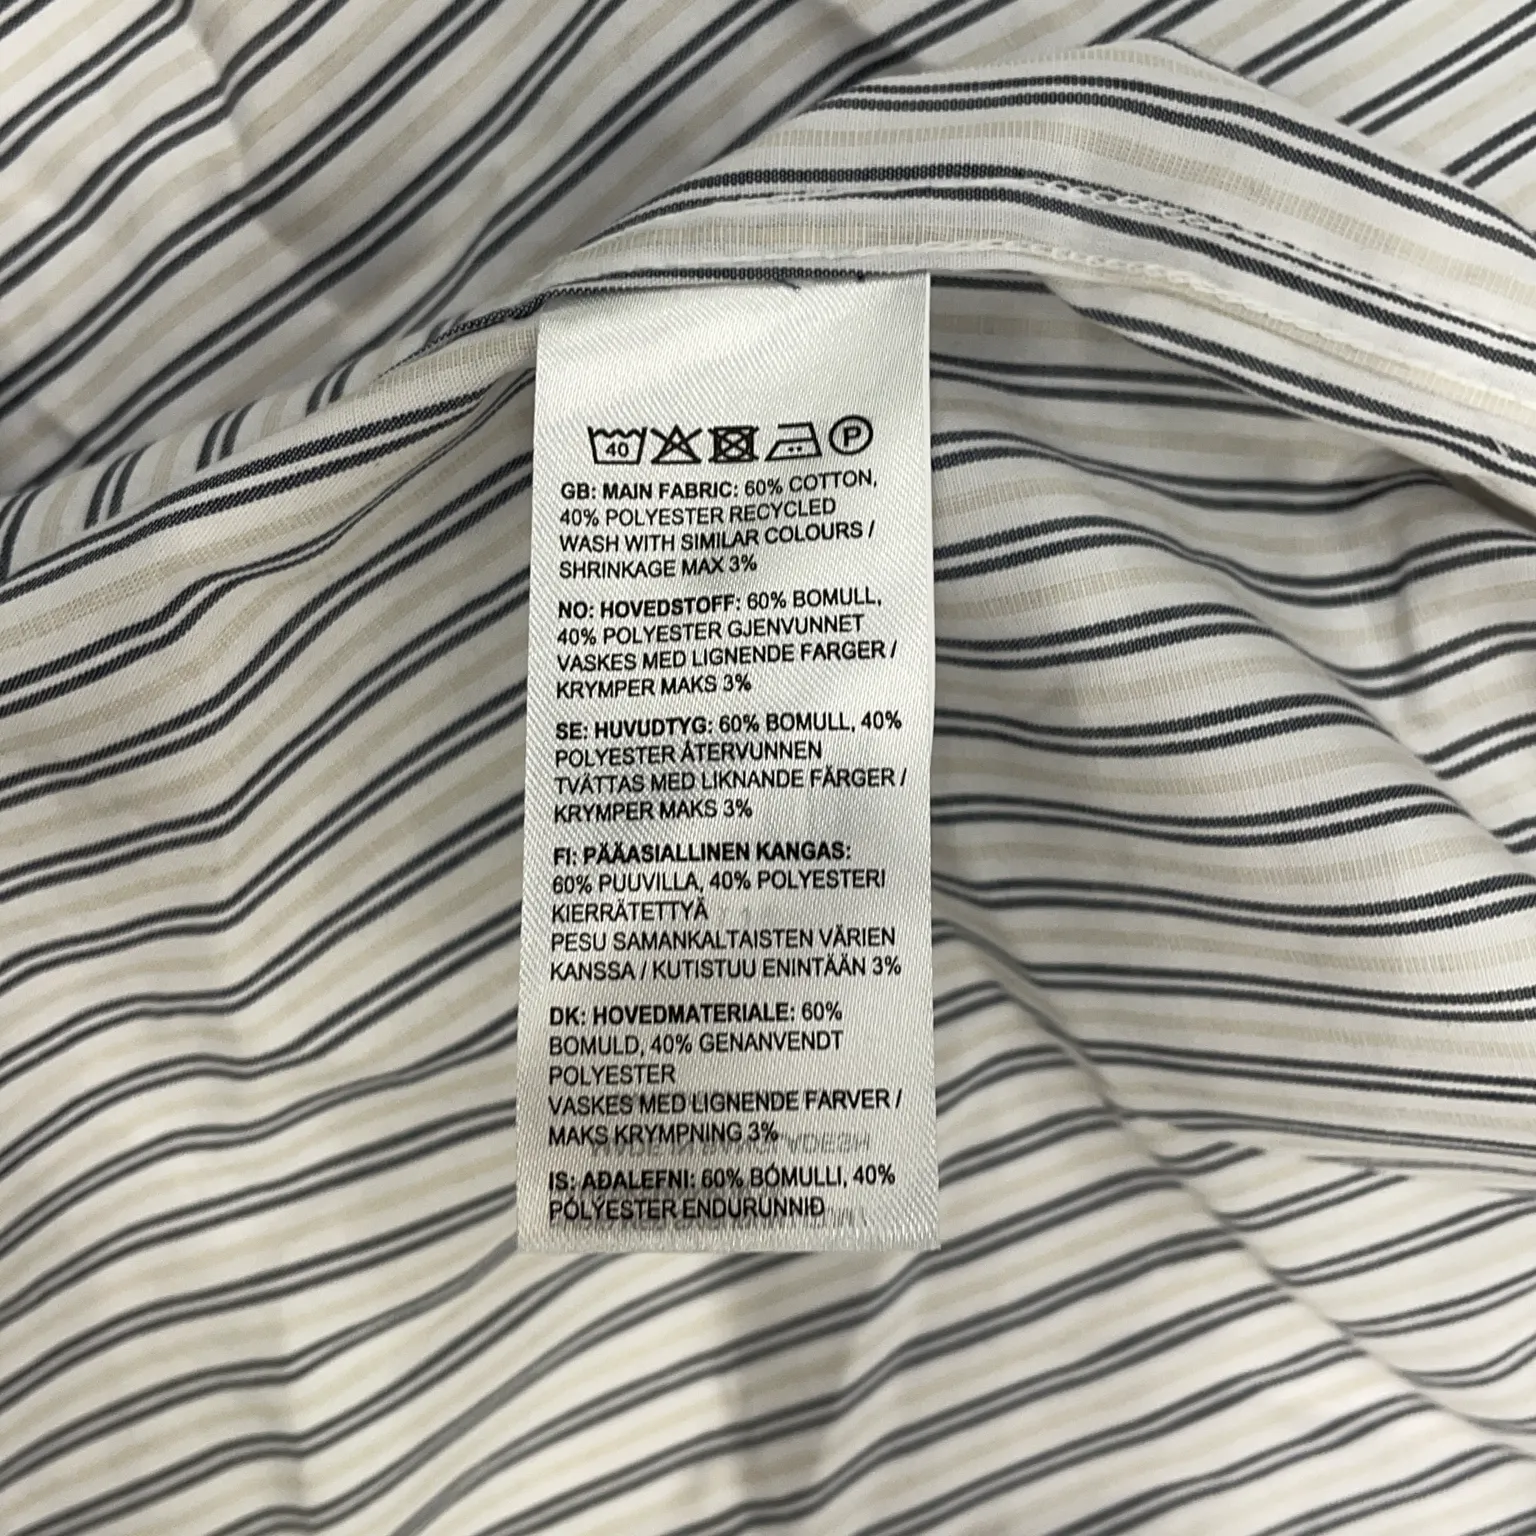 40 P
GB: MAIN FABRIC: 60% COTTON,
40% POLYESTER RECYCLED
WASH WITH SIMILAR COLOURS /
SHRINKAGE MAX 3%
NO: HOVEDSTOFF: 60% BOMULL,
40% POLYESTER GJENVUNNET
VASKES MED LIGNENDE FARGER /
KRYMPER MAKS 3%
SE: HUVUDTYG: 60% BOMULL, 40%
POLYESTER ÅTERVUNNEN
TVÄTTAS MED LIKNANDE FÄRGER /
KRYMPER MAKS 3%
FI: PÄÄASIALLINEN KANGAS:
60% PUUVILLA, 40% POLYESTERI
KIERRÄTETTYÄ
PESU SAMANKALTAISTEN VÄRIEN
KANSSA / KUTISTUU ENINTÄÄN 3%
DK: HOVEDMATERIALE: 60%
BOMULD, 40% GENANVENDT
POLYESTER
VASKES MED LIGNENDE FARVER /
MAKS KRYMPNING 3%
IS: AÐALEFNI: 60% BÓMULLI, 40%
PÓLÝESTER ENDURUNNIÐ